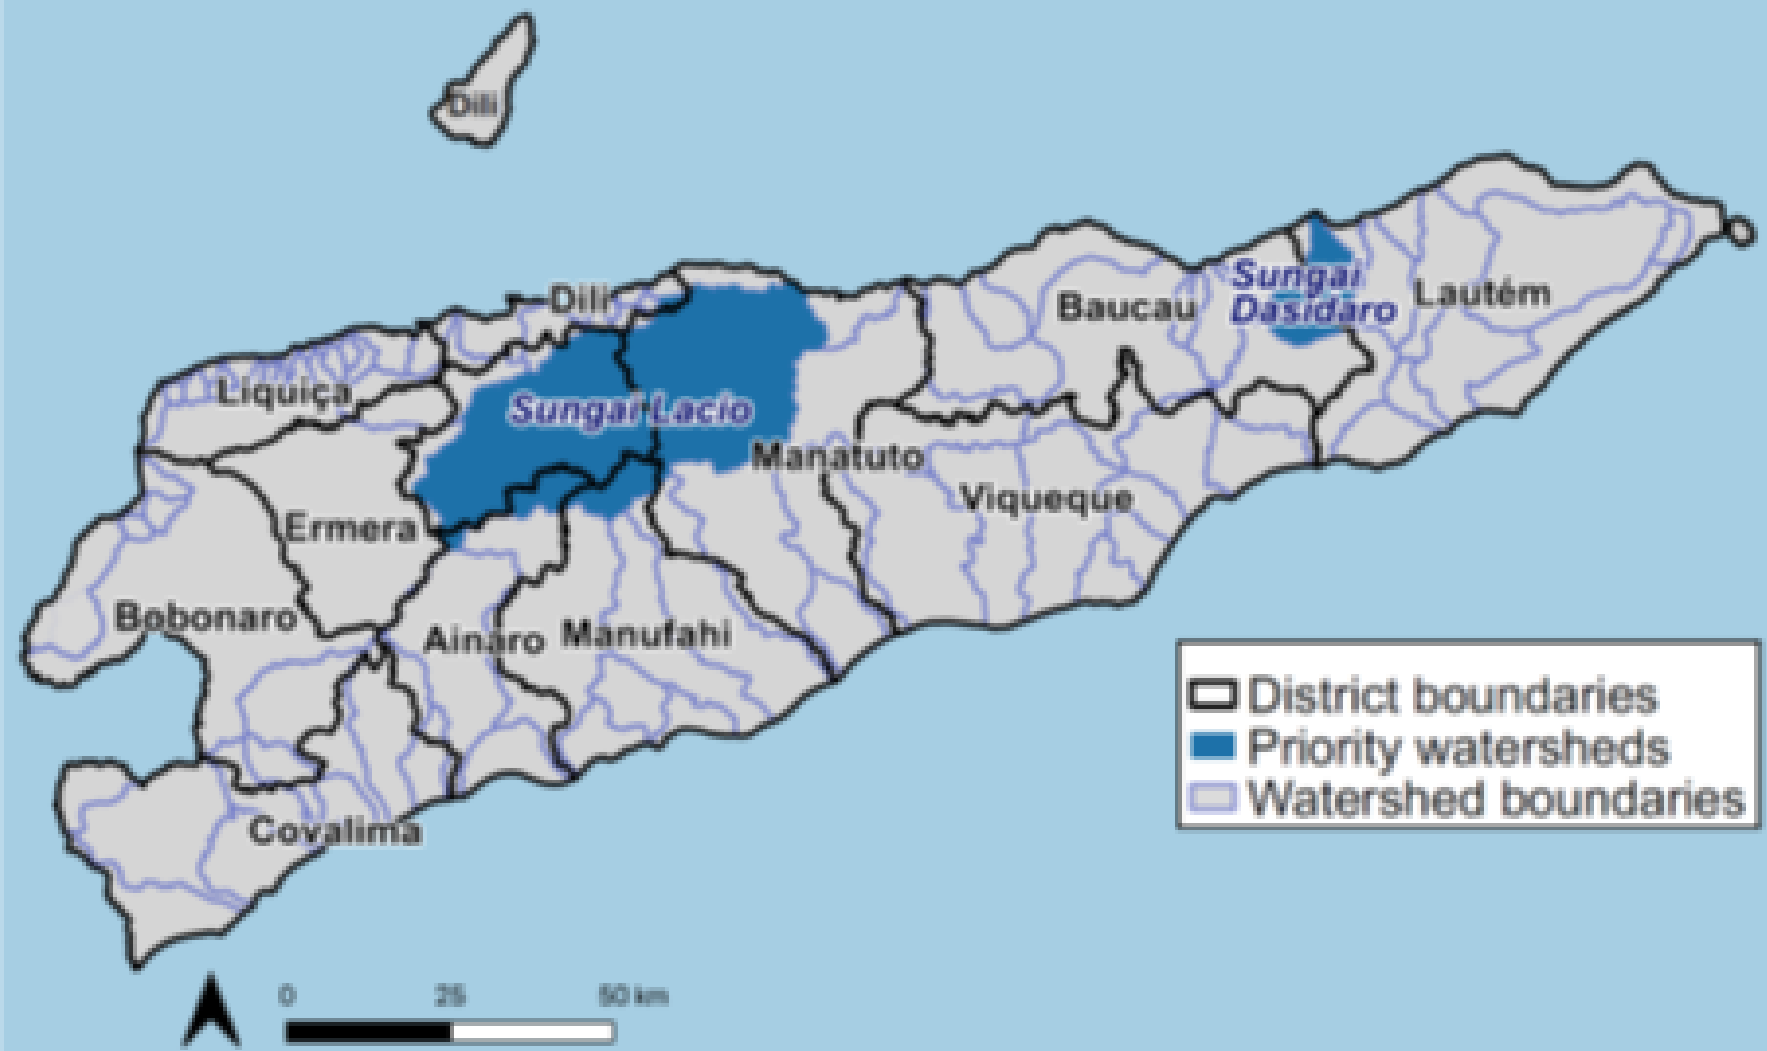 Dili
Dili
Sungai
Dasidaro
Baucau
Lautém
Liquiça
Sungai Lacio
Manatuto
Viqueque
Ermera
Bobonaro
Ainaro
Manufahi
Covalima
District boundaries
Priority watersheds
Watershed boundaries
0 25 50 km